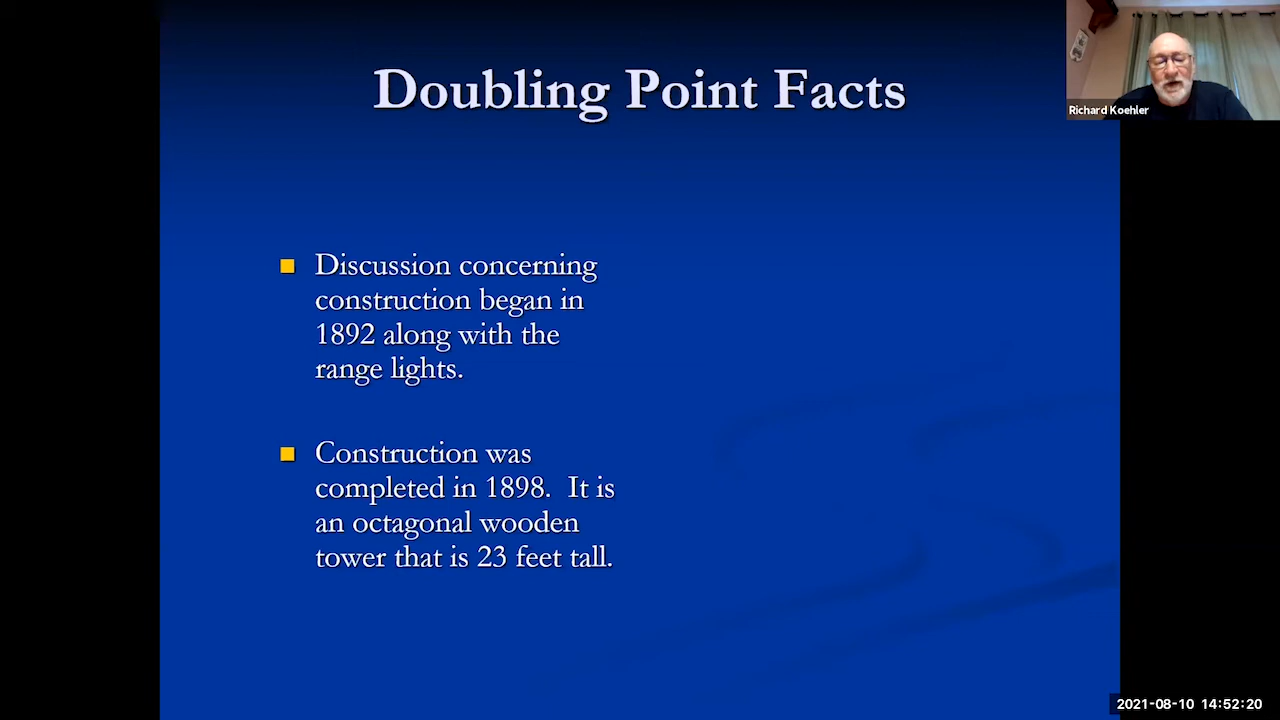 Doubling Point Facts
Richard Koehler
Discussion concerning
construction began in
1892 along with the
range lights.
Construction was
completed in 1898.  It is
an octagonal wooden
tower that is 23 feet tall.
2021-08-10 14:52:20